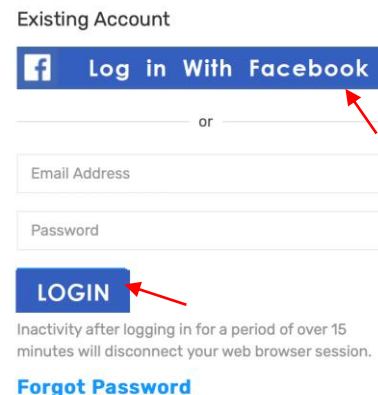 Existing Account
f Log in With Facebook
or
Email Address
Password
LOGIN
Inactivity after logging in for a period of over 15
minutes will disconnect your web browser session.
Forgot Password